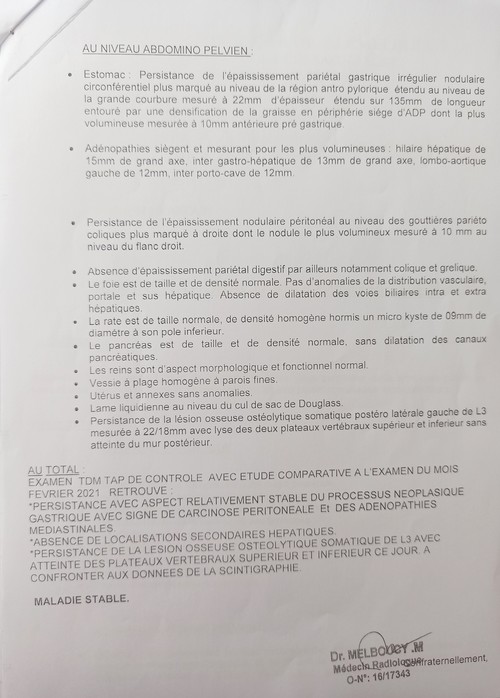 AU NIVEAU ABDOMINO PELVIEN :
• Estomac : Persistance de l'épaississement pariétal gastrique irrégulier nodulaire
circonférentiel plus marqué au niveau de la région antro pylorique étendu au niveau de
la grande courbure mesuré à 22mm d'épaisseur étendu sur 135mm de longueur
entouré par une densification de la graisse en périphérie siége d'ADP dont la plus
volumineuse mesurée à 10mm antérieure pré gastrique.
• Adénopathies siégent et mesurant pour les plus volumineuses : hilaire hépatique de
15mm de grand axe, inter gastro-hépatique de 13mm de grand axe, lombo-aortique
gauche de 12mm, inter porto-cave de 12mm.
• Persistance de l'épaississement nodulaire péritonéal au niveau des gouttières pariéto
coliques plus marqué à droite dont le nodule le plus volumineux mesuré à 10 mm au
niveau du flanc droit.
• Absence d'épaississement pariétal digestif par ailleurs notamment colique et grelique.
• Le foie est de taille et de densité normale. Pas d'anomalies de la distribution vasculaire,
portale et sus hépatique. Absence de dilatation des voies biliaires intra et extra
hépatiques.
• La rate est de taille normale, de densité homogène hormis un micro kyste de 09mm de
diamétre à son pole inferieur.
• Le pancréas est de taille et de densité normale, sans dilatation des canaux
pancréatiques.
• Les reins sont d'aspect morphologique et fonctionnel normal.
• Vessie à plage homogène à parois fines.
• Utérus et annexes sans anomalies.
• Lame liquidienne au niveau du cul de sac de Douglass.
• Persistance de la lésion osseuse ostéolytique somatique postéro latérale gauche de L3
mesurée à 22/18mm avec lyse des deux plateaux vertébraux supérieur et inferieur sans
atteinte du mur postérieur.
AU TOTAL :
EXAMEN TDM TAP DE CONTROLE AVEC ETUDE COMPARATIVE A L'EXAMEN DU MOIS
FEVRIER 2021 RETROUVE :
*PERSISTANCE AVEC ASPECT RELATIVEMENT STABLE DU PROCESSUS NEOPLASIQUE
GASTRIQUE AVEC SIGNE DE CARCINOSE PERITONEALE Et DES ADENOPATHIES
MEDIASTINALES.
*ABSENCE DE LOCALISATIONS SECONDAIRES HEPATIQUES.
*PERSISTANCE DE LA LESION OSSEUSE OSTEOLYTIQUE SOMATIQUE DE L3 AVEC
ATTEINTE DES PLATEAUX VERTEBRAUX SUPERIEUR ET INFERIEUR CE JOUR. A
CONFRONTER AUX DONNEES DE LA SCINTIGRAPHIE.
MALADIE STABLE.
Dr. MELBOUCY .M
Médecin Radiologue Confraternellement,
O-N°: 16/17343